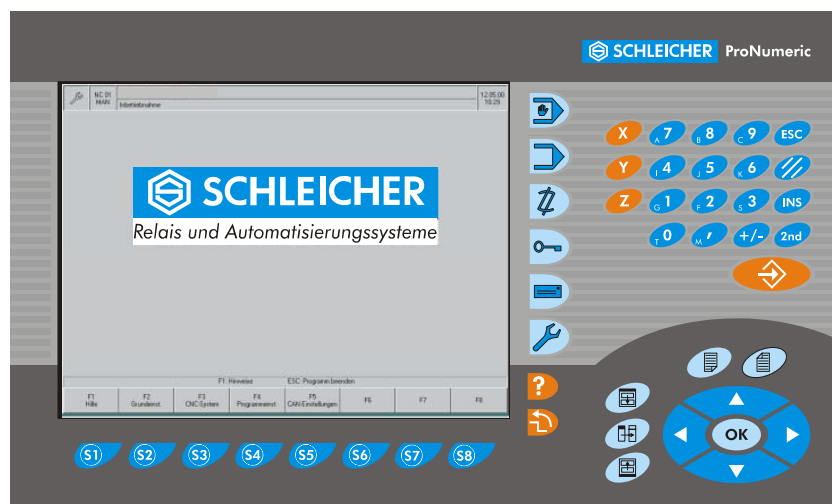 SCHLEICHER ProNumeric
NC 01
MAN
Inbetriebnahme
12.05.00
10:29
SCHLEICHER
Relais und Automatisierungssysteme
F1: Hinweise ESC: Programm beenden
F1 F2 F3 F4 F5 F6 F7 F8
Hilfe Grundeinst. CNC-System Programmeinst. CAN-Einstellungen
S1 S2 S3 S4 S5 S6 S7 S8
X A 7 B 8 C 9 ESC
Y I 4 J 5 K 6
Z G 1 F 2 S 3 INS
T 0 M , +/- 2nd
?
OK